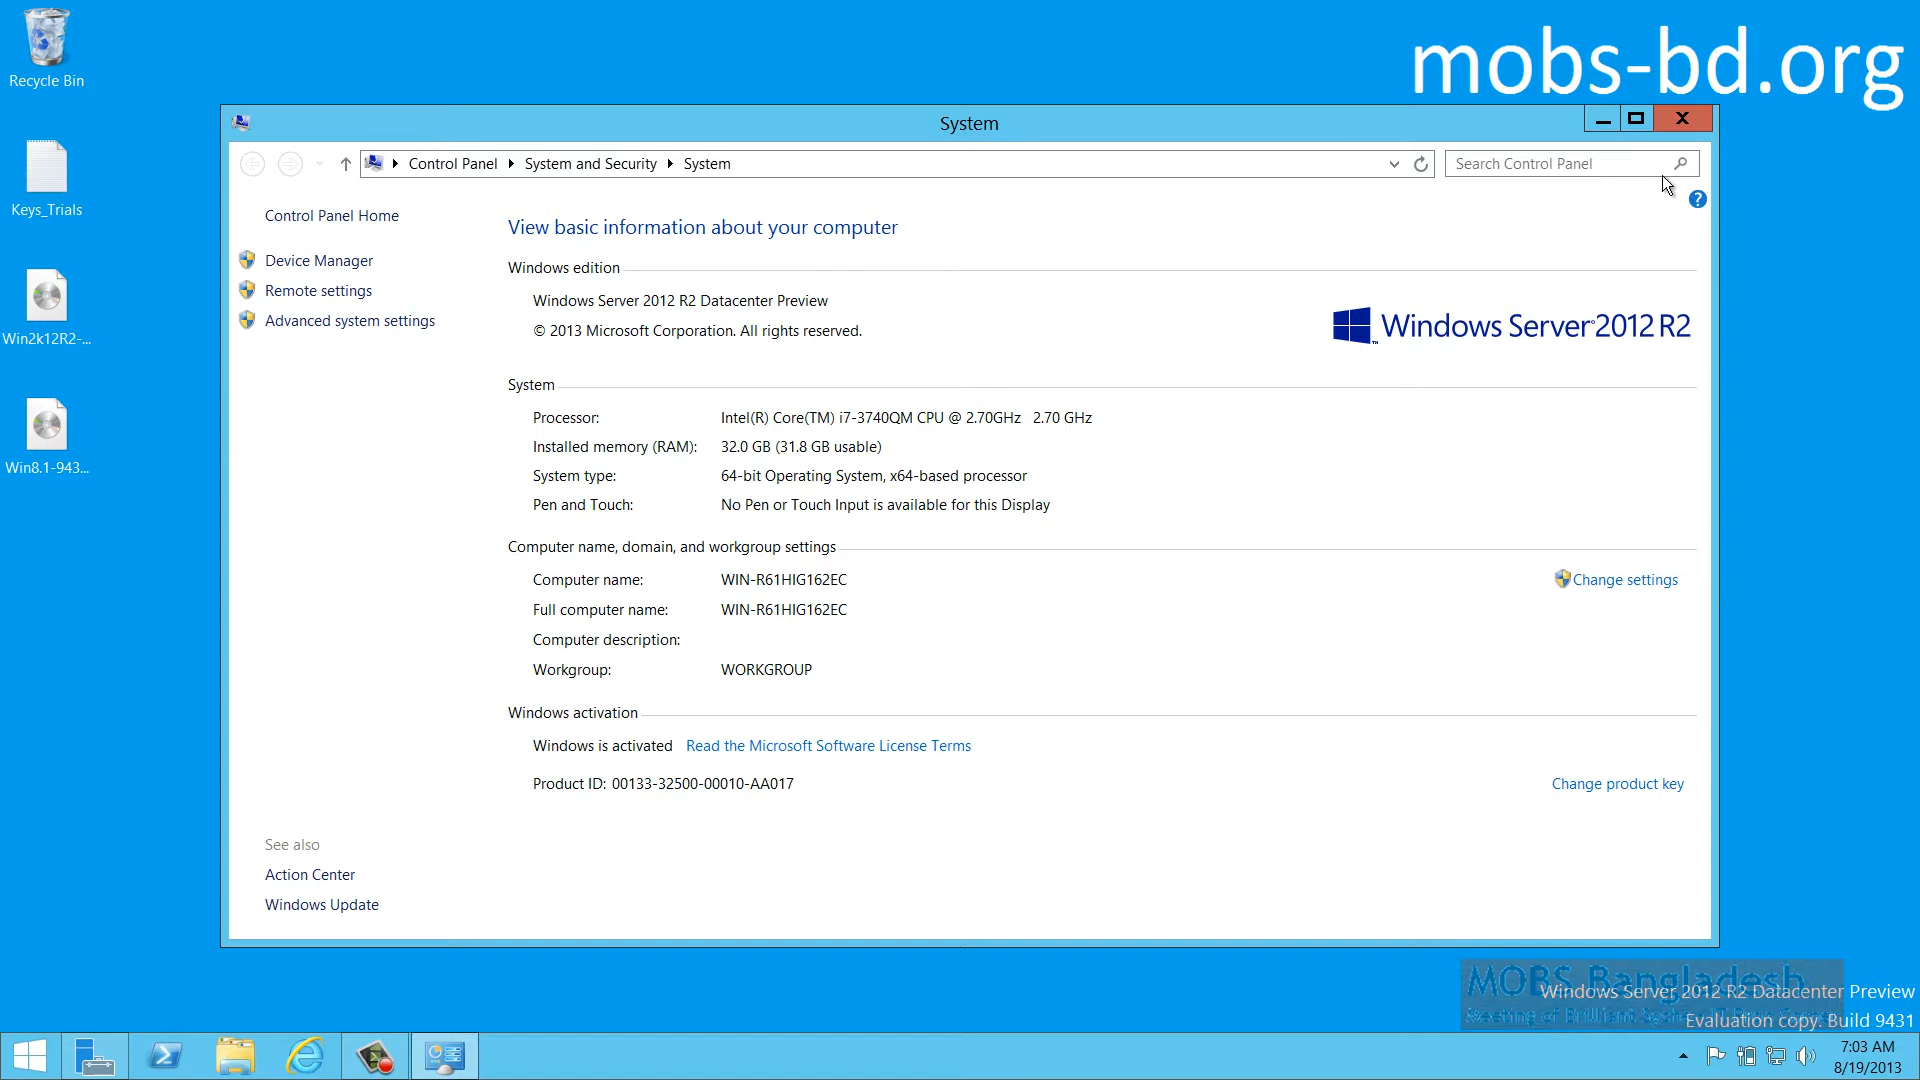 Recycle Bin
Keys_Trials
Win2k12R2-...
Win8.1-943...
mobs-bd.org
System
Control Panel System and Security System
Search Control Panel
Control Panel Home
Device Manager
Remote settings
Advanced system settings
View basic information about your computer
Windows edition
Windows Server 2012 R2 Datacenter Preview
© 2013 Microsoft Corporation. All rights reserved.
Windows Server 2012 R2
System
Processor: Intel(R) Core(TM) i7-3740QM CPU @ 2.70GHz 2.70 GHz
Installed memory (RAM): 32.0 GB (31.8 GB usable)
System type: 64-bit Operating System, x64-based processor
Pen and Touch: No Pen or Touch Input is available for this Display
Computer name, domain, and workgroup settings
Computer name: WIN-R61HIG162EC
Change settings
Full computer name: WIN-R61HIG162EC
Computer description:
Workgroup: WORKGROUP
Windows activation
Windows is activated Read the Microsoft Software License Terms
Product ID: 00133-32500-00010-AA017
Change product key
See also
Action Center
Windows Update
MOBS Bangladesh
Windows Server 2012 R2 Datacenter Preview
Meeting of Brilliant
Evaluation copy. Build 9431
7:03 AM
8/19/2013